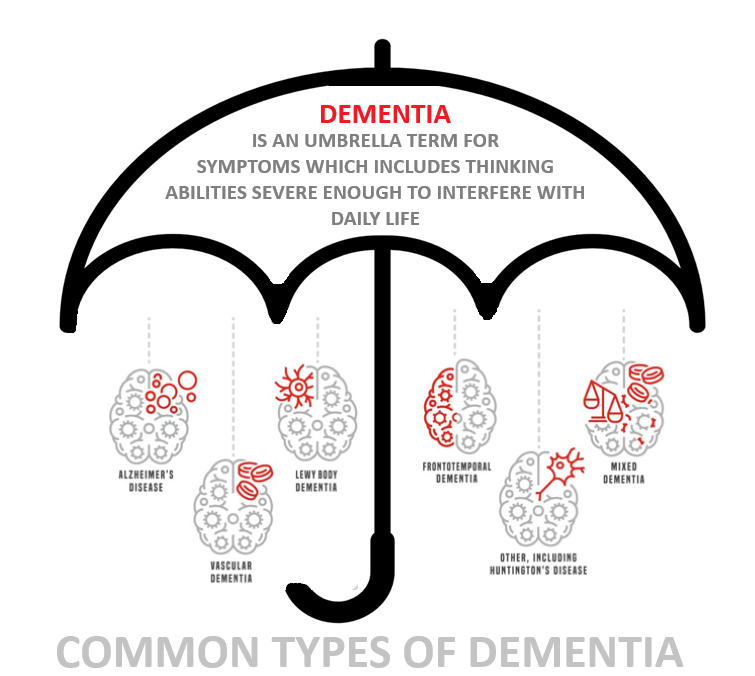 DEMENTIA
IS AN UMBRELLA TERM FOR
SYMPTOMS WHICH INCLUDES THINKING
ABILITIES SEVERE ENOUGH TO INTERFERE WITH
DAILY LIFE
ALZHEIMER'S
DISEASE
VASCULAR
DEMENTIA
LEWY BODY
DEMENTIA
FRONTOTEMPORAL
DEMENTIA
OTHER, INCLUDING
HUNTINGTON'S DISEASE
MIXED
DEMENTIA
COMMON TYPES OF DEMENTIA